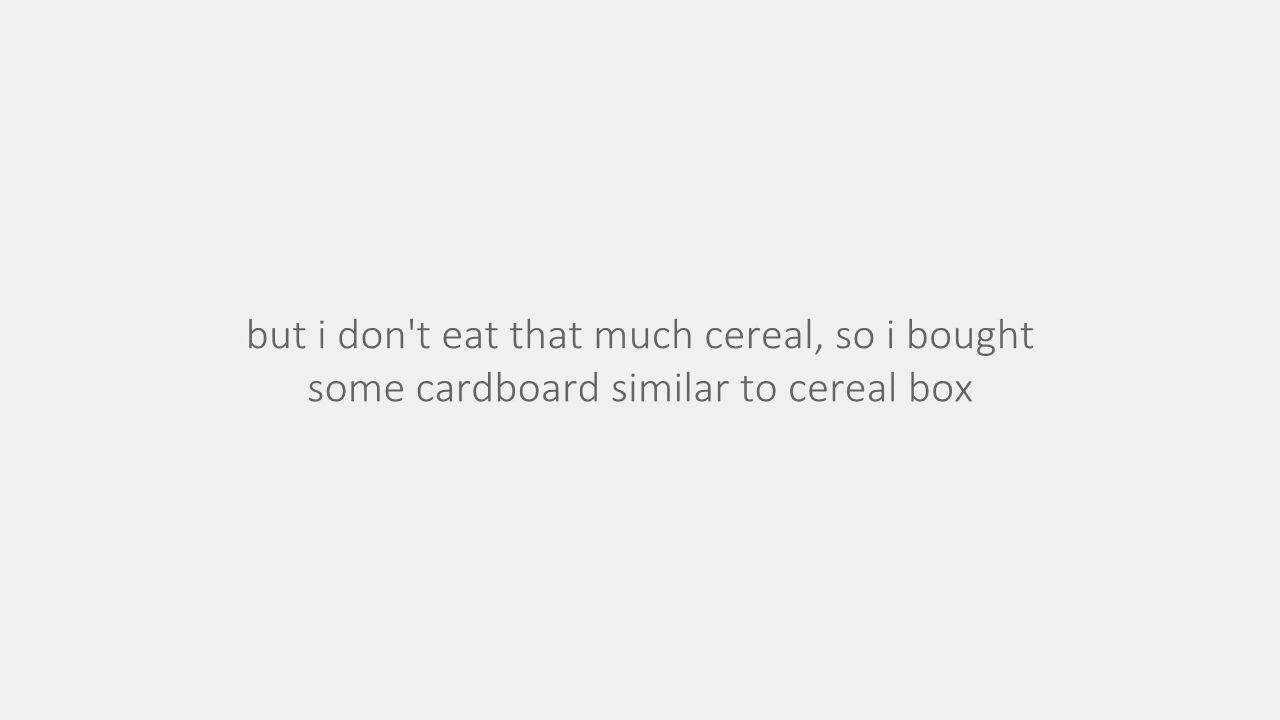 but i don't eat that much cereal, so i bought
some cardboard similar to cereal box